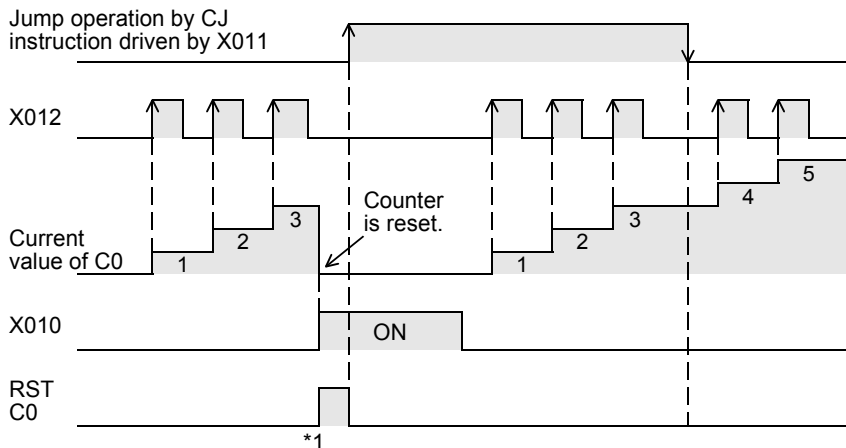 Jump operation by CJ
instruction driven by X011
X012
1
2
3
1
2
3
4
5
Counter
is reset.
Current
value of C0
X010
ON
RST
C0
*1